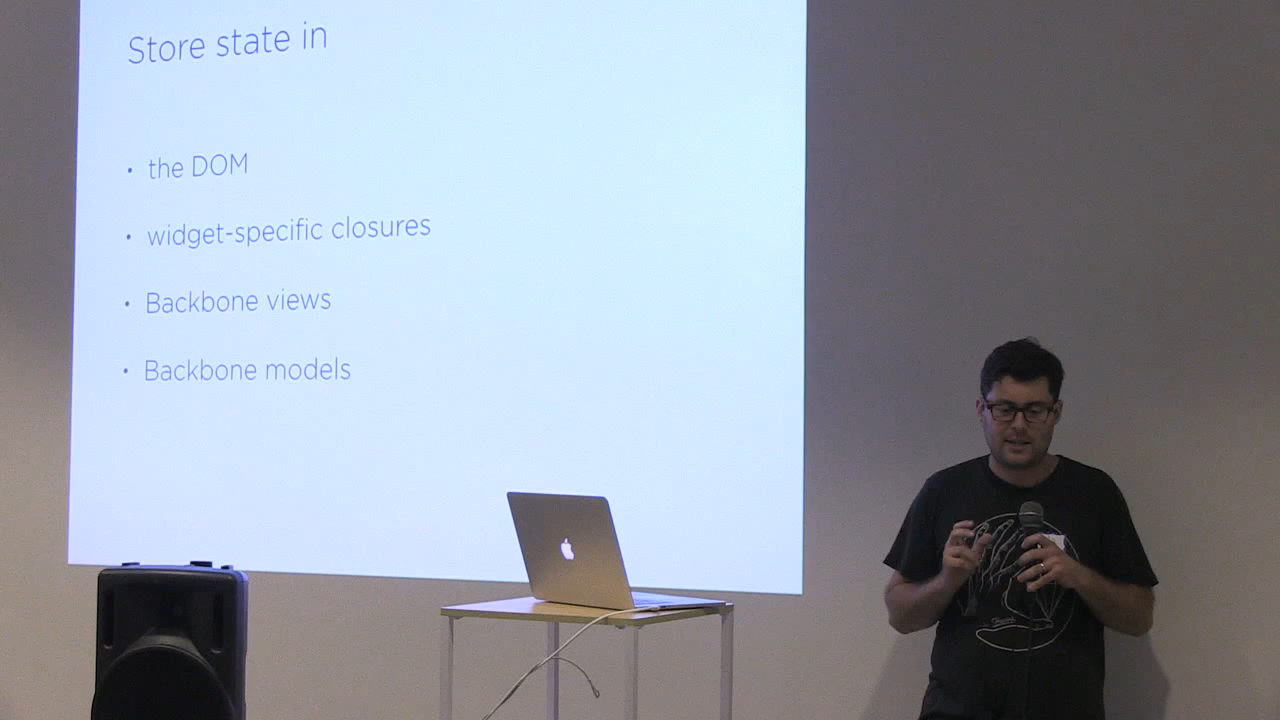 Store state in
• the DOM
• widget-specific closures
• Backbone views
• Backbone models